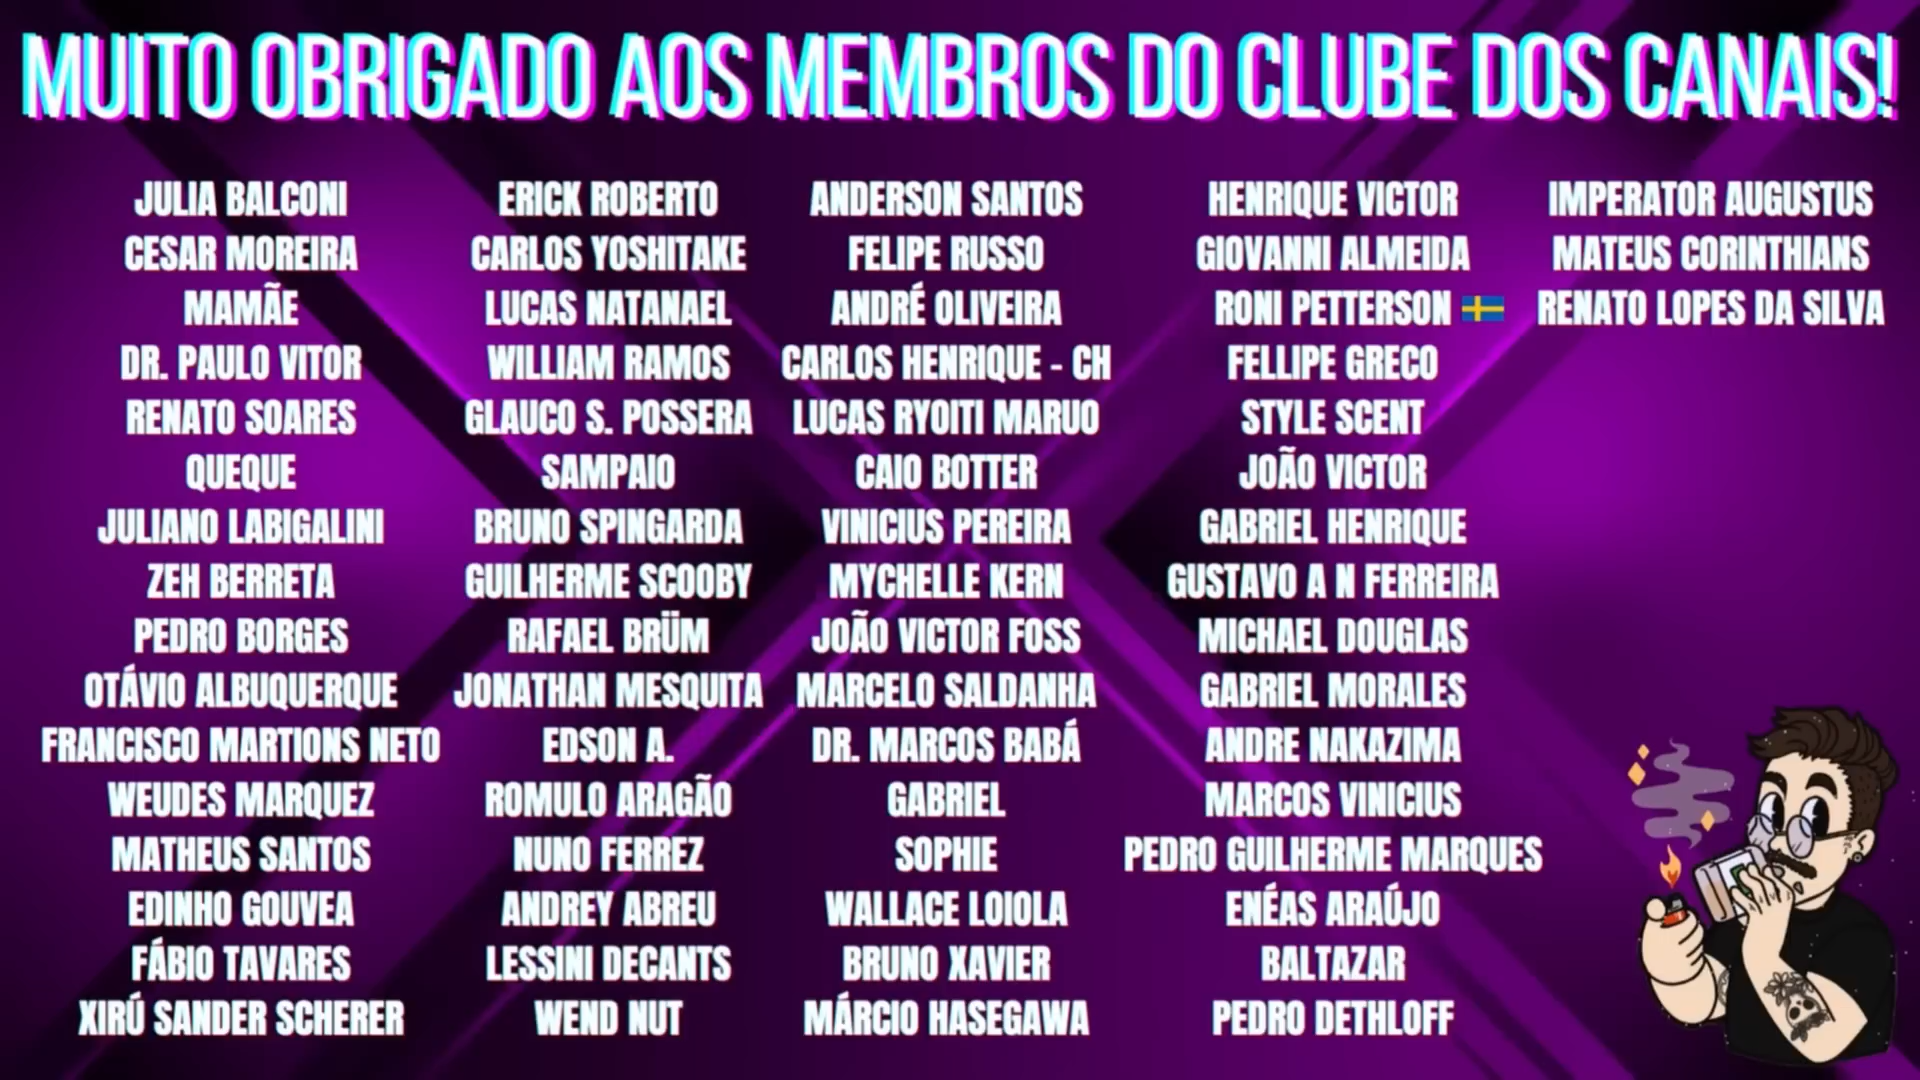 MUITO OBRIGADO AOS MEMBROS DO CLUBE DOS CANAIS!
JULIA BALCONI
CESAR MOREIRA
MAMÃE
DR. PAULO VITOR
RENATO SOARES
QUEQUE
JULIANO LABIGALINI
ZEH BERRETA
PEDRO BORGES
OTÁVIO ALBUQUERQUE
FRANCISCO MARTIONS NETO
WEUDES MARQUEZ
MATHEUS SANTOS
EDINHO GOUVEA
FÁBIO TAVARES
XIRÚ SANDER SCHERER
ERICK ROBERTO
CARLOS YOSHITAKE
LUCAS NATANAEL
WILLIAM RAMOS
GLAUCO S. POSSERA
SAMPAIO
BRUNO SPINGARDA
GUILHERME SCOOBY
RAFAEL BRÜM
JONATHAN MESQUITA
EDSON A.
ROMULO ARAGÃO
NUNO FERREZ
ANDREY ABREU
LESSINI DECANTS
WEND NUT
ANDERSON SANTOS
FELIPE RUSSO
ANDRÉ OLIVEIRA
CARLOS HENRIQUE - CH
LUCAS RYOITI MARUO
CAIO BOTTER
VINICIUS PEREIRA
MYCHELLE KERN
JOÃO VICTOR FOSS
MARCELO SALDANHA
DR. MARCOS BABÁ
GABRIEL
SOPHIE
WALLACE LOIOLA
BRUNO XAVIER
MÁRCIO HASEGAWA
HENRIQUE VICTOR
GIOVANNI ALMEIDA
RONI PETTERSON 🇸🇪
FELLIPE GRECO
STYLE SCENT
JOÃO VICTOR
GABRIEL HENRIQUE
GUSTAVO A N FERREIRA
MICHAEL DOUGLAS
GABRIEL MORALES
ANDRE NAKAZIMA
MARCOS VINICIUS
PEDRO GUILHERME MARQUES
ENÉAS ARAÚJO
BALTAZAR
PEDRO DETHLOFF
IMPERATOR AUGUSTUS
MATEUS CORINTHIANS
RENATO LOPES DA SILVA